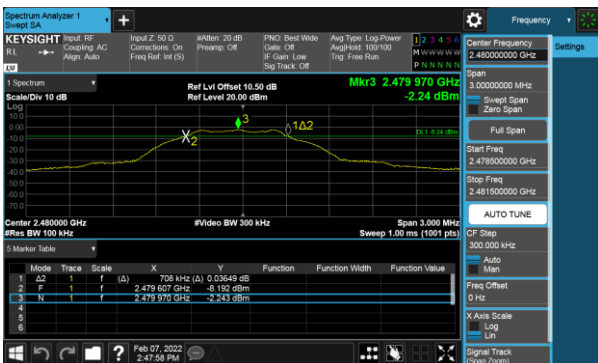 Spectrum Analyzer 1
Swept SA
+
Frequency
KEYSIGHT Input: RF Input Z: 50 Ω #Atten: 20 dB PNO: Best Wide Avg Type: Log-Power 1 2 3 4 5 6
RL Coupling: AC Corrections: On Preamp: Off Gate: Off Avg|Hold: 100/100 M W W W W W
Align: Auto Freq Ref: Int (S) IF Gain: Low Trig: Free Run
Sig Track: Off P N N N N N
LXI
1 Spectrum
Ref Lvl Offset 10.50 dB Mkr3 2.479 970 GHz
Scale/Div 10 dB Ref Level 20.00 dBm -2.24 dBm
Log
10.0
0.00
-10.0
-20.0
-30.0
-40.0
-50.0
-60.0
-70.0
3
1Δ2
2
DL1 -8.24 dBm
Center 2.480000 GHz #Video BW 300 kHz Span 3.000 MHz
#Res BW 100 kHz Sweep 1.00 ms (1001 pts)
5 Marker Table
Mode Trace Scale X Y Function Function Width Function Value
1 Δ2 1 f (Δ) 708 kHz (Δ) 0.03649 dB
2 F 1 f 2.479 607 GHz -8.192 dBm
3 N 1 f 2.479 970 GHz -2.243 dBm
4
5
6
Feb 07, 2022
2:47:58 PM
?
Center Frequency
2.480000000 GHz
Settings
Span
3.00000000 MHz
Swept Span
Zero Span
Full Span
Start Freq
2.478500000 GHz
Stop Freq
2.481500000 GHz
AUTO TUNE
CF Step
300.000 kHz
Auto
Man
Freq Offset
0 Hz
X Axis Scale
Log
Lin
Signal Track
(Span Zoom)